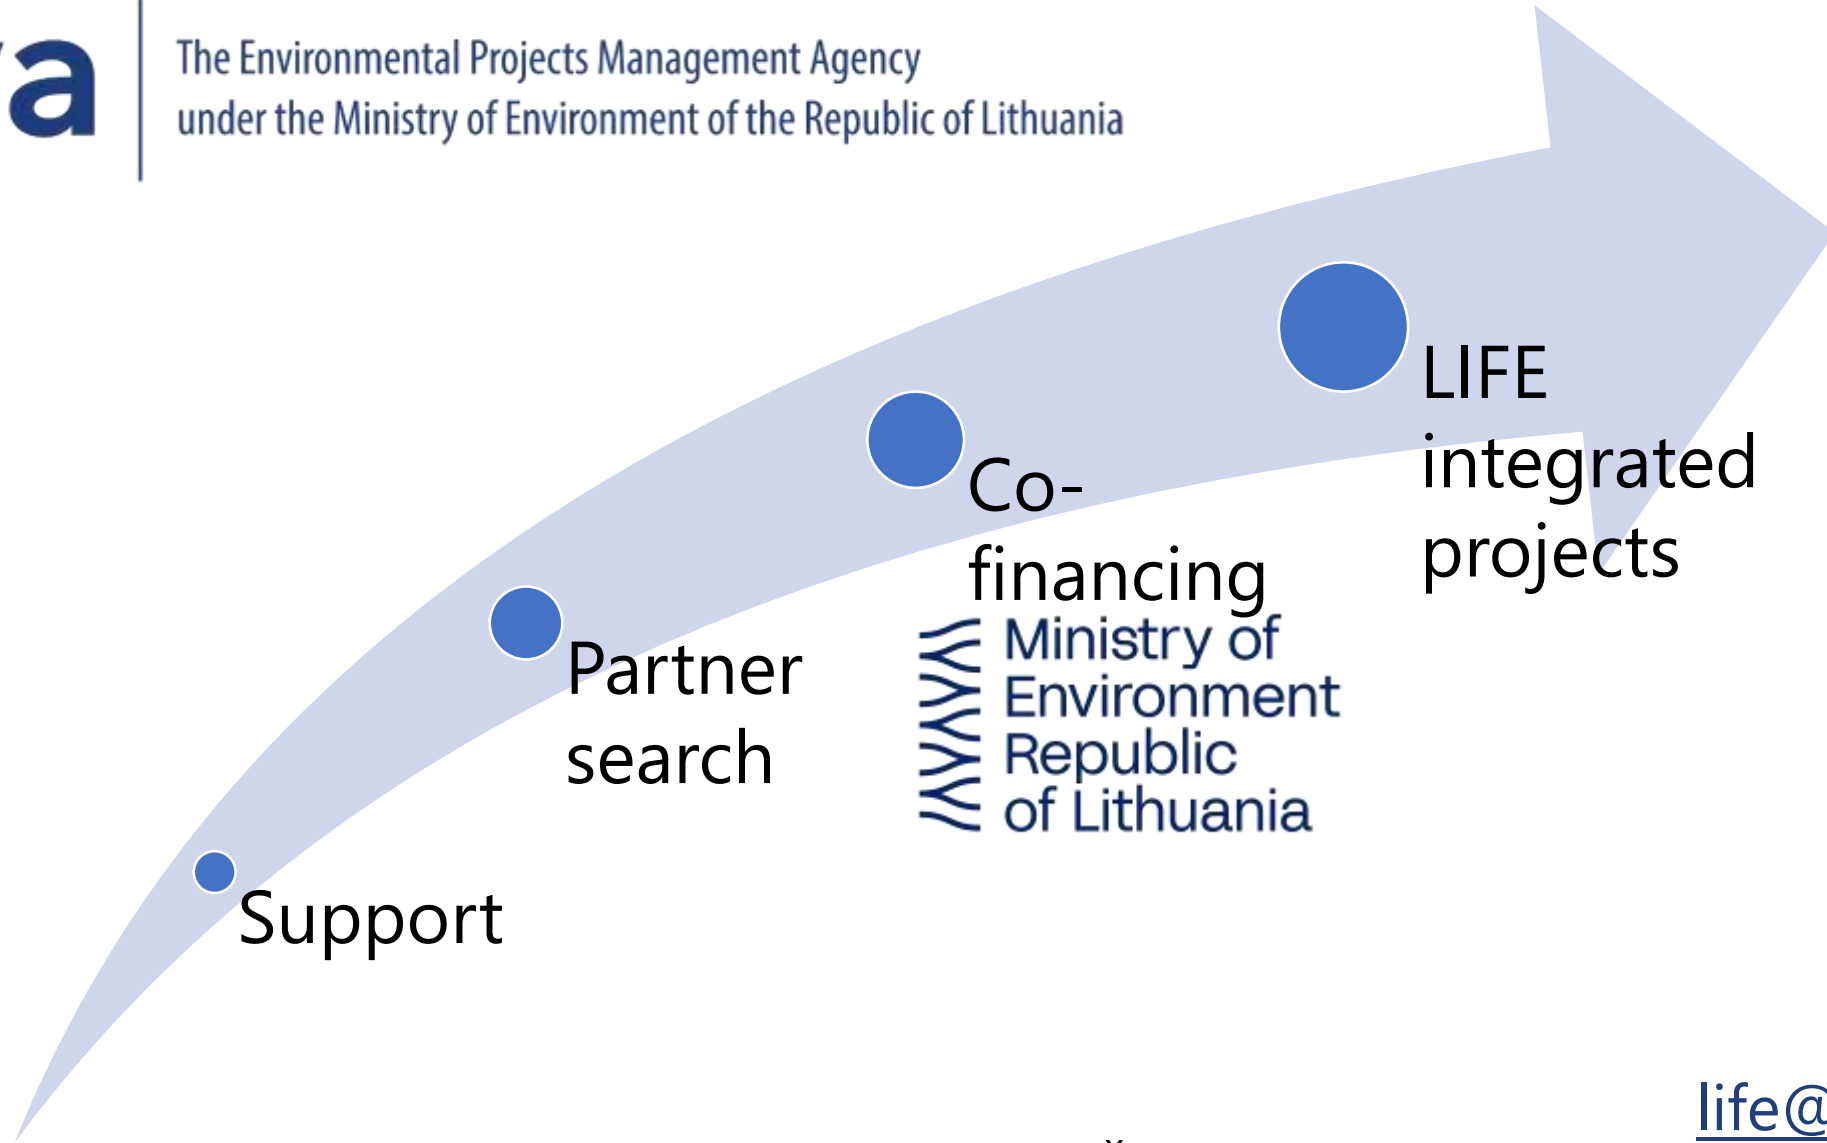 va
The Environmental Projects Management Agency
under the Ministry of Environment of the Republic of Lithuania
LIFE
integrated
projects
Co-
financing
Ministry of
Environment
Republic
of Lithuania
Partner
search
Support
life@